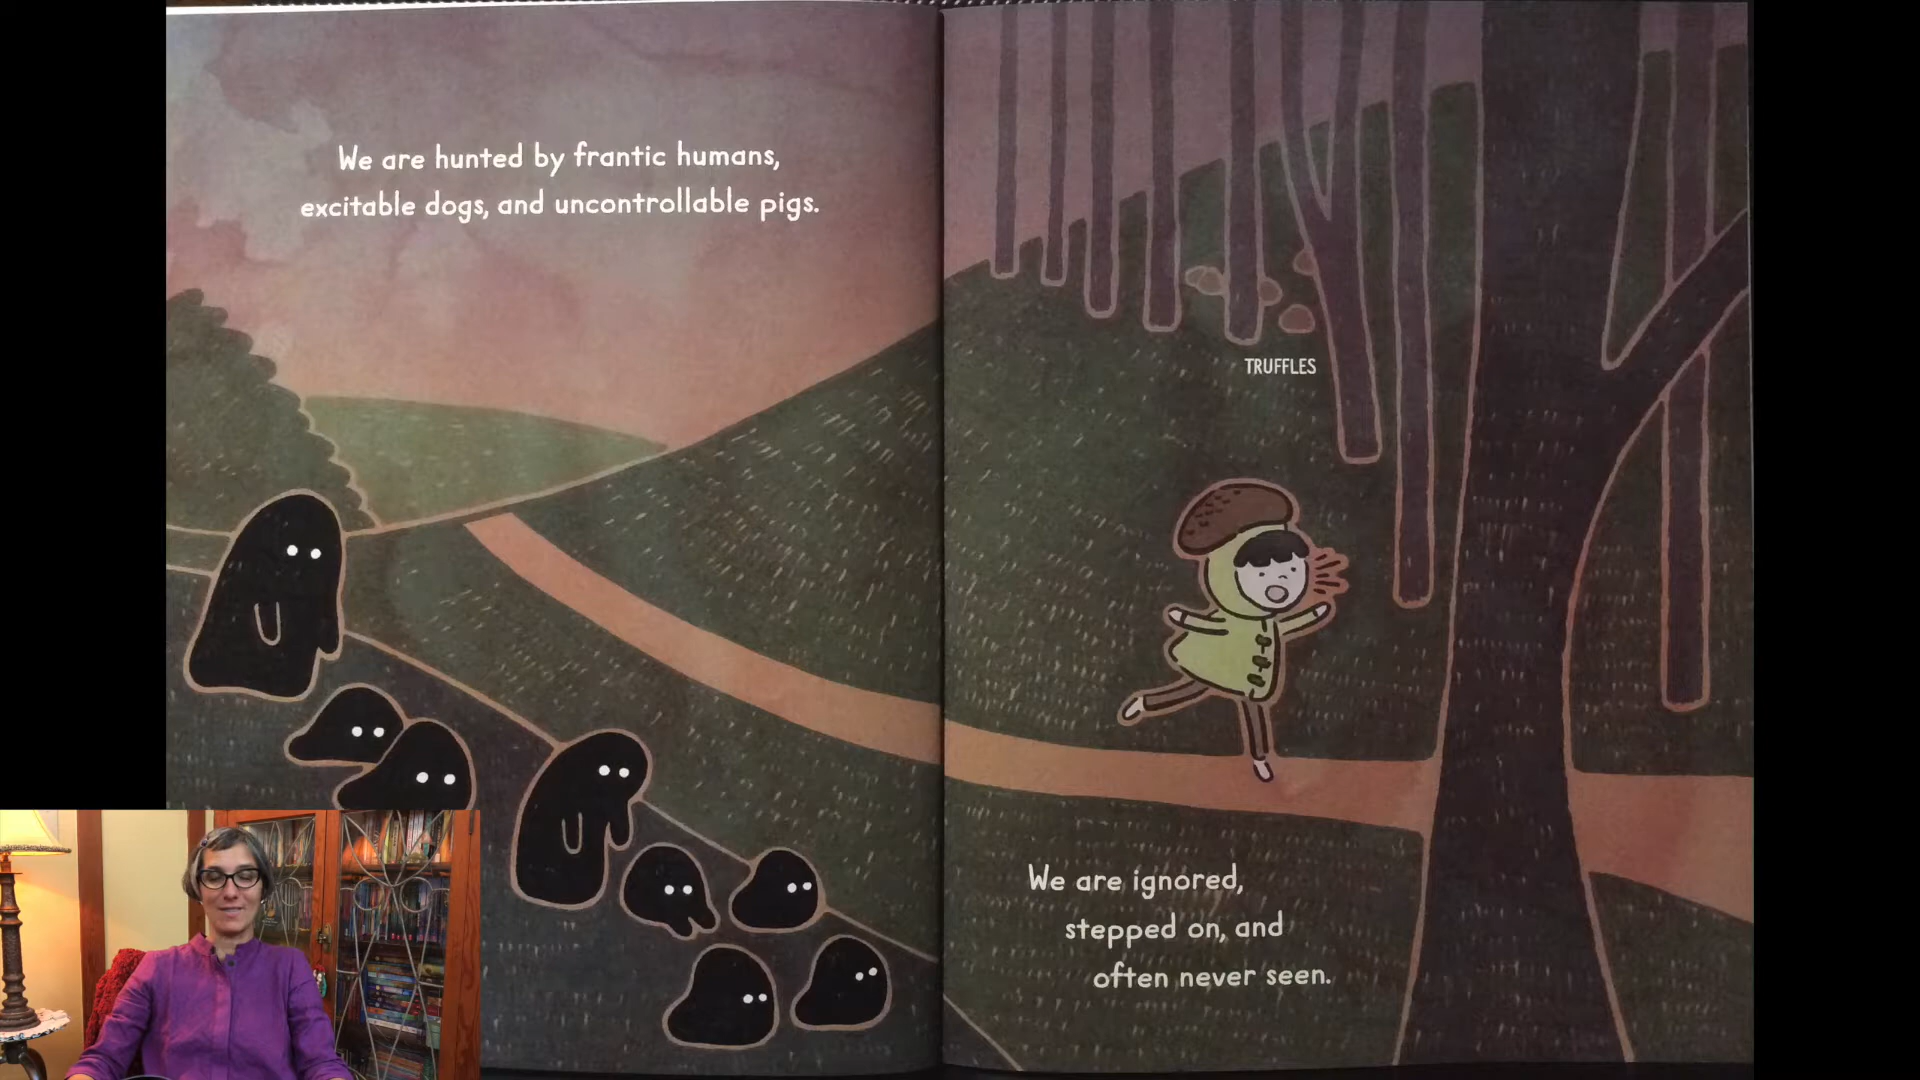 We are hunted by frantic humans,
excitable dogs, and uncontrollable pigs.
TRUFFLES
We are ignored,
stepped on, and
often never seen.